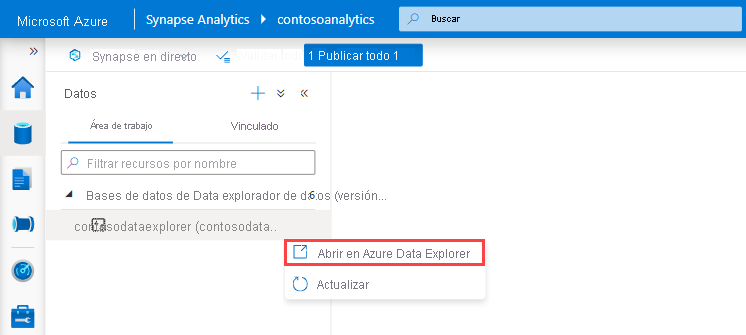 Microsoft Azure Synapse Analytics contosoanalytics Buscar
Synapse en directo 1 Publicar todo 1
Datos
Área de trabajo Vinculado
Filtrar recursos por nombre
Bases de datos de Data explorador de datos (versión... 6
contosodataexplorer (contosodata...
Abrir en Azure Data Explorer
Actualizar